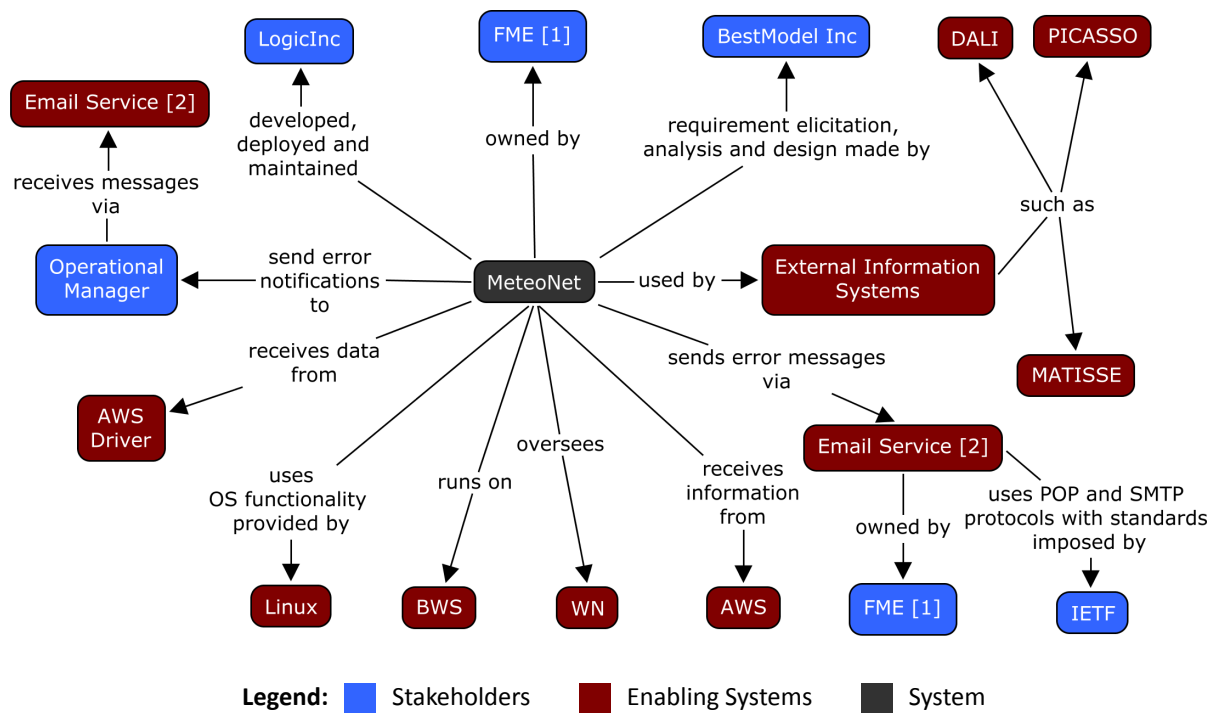 LogicInc
FME [1]
BestModel Inc
DALI
PICASSO
Email Service [2]
developed,
deployed and
maintained
owned by
requirement elicitation,
analysis and design made by
receives messages
via
such as
Operational
Manager
send error
notifications
to
MeteoNet
used by
External Information
Systems
receives data
from
sends error messages
via
MATISSE
AWS
Driver
oversees
Email Service [2]
uses
OS functionality
provided by
runs on
receives
information
from
owned by
uses POP and SMTP
protocols with standards
imposed by
Linux
BWS
WN
AWS
FME [1]
IETF
Legend: Stakeholders Enabling Systems System